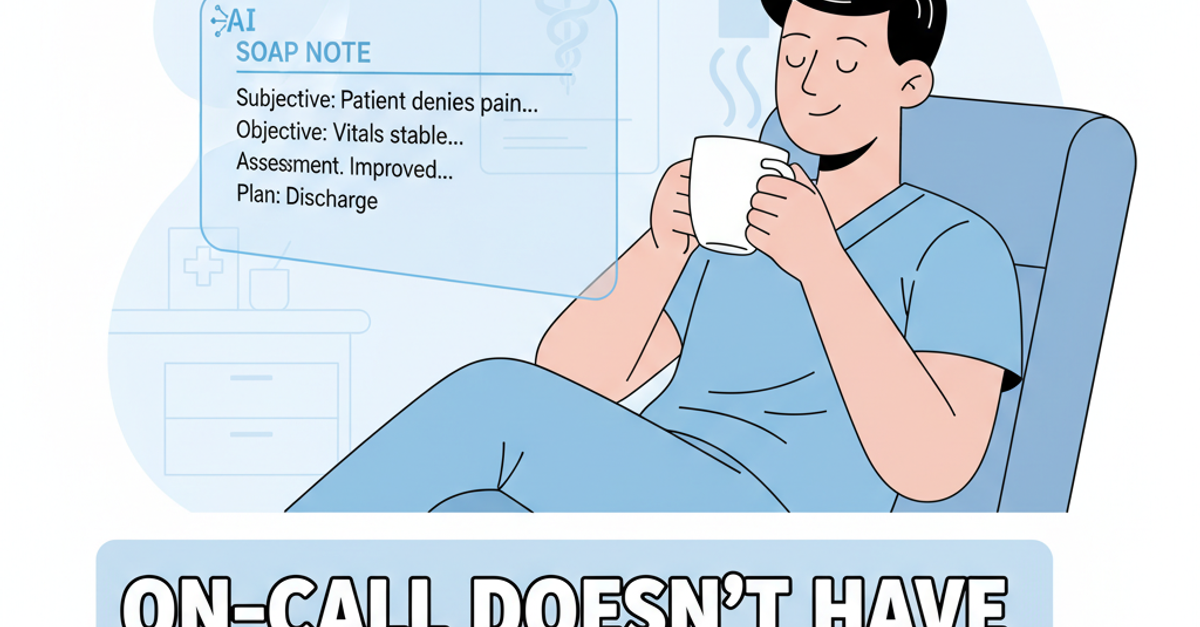 AI
SOAP NOTE
Subjective: Patient denies pain...
Objective: Vitals stable...
Assessment. Improved...
Plan: Discharge
ON-CALL DOESN'T HAVE